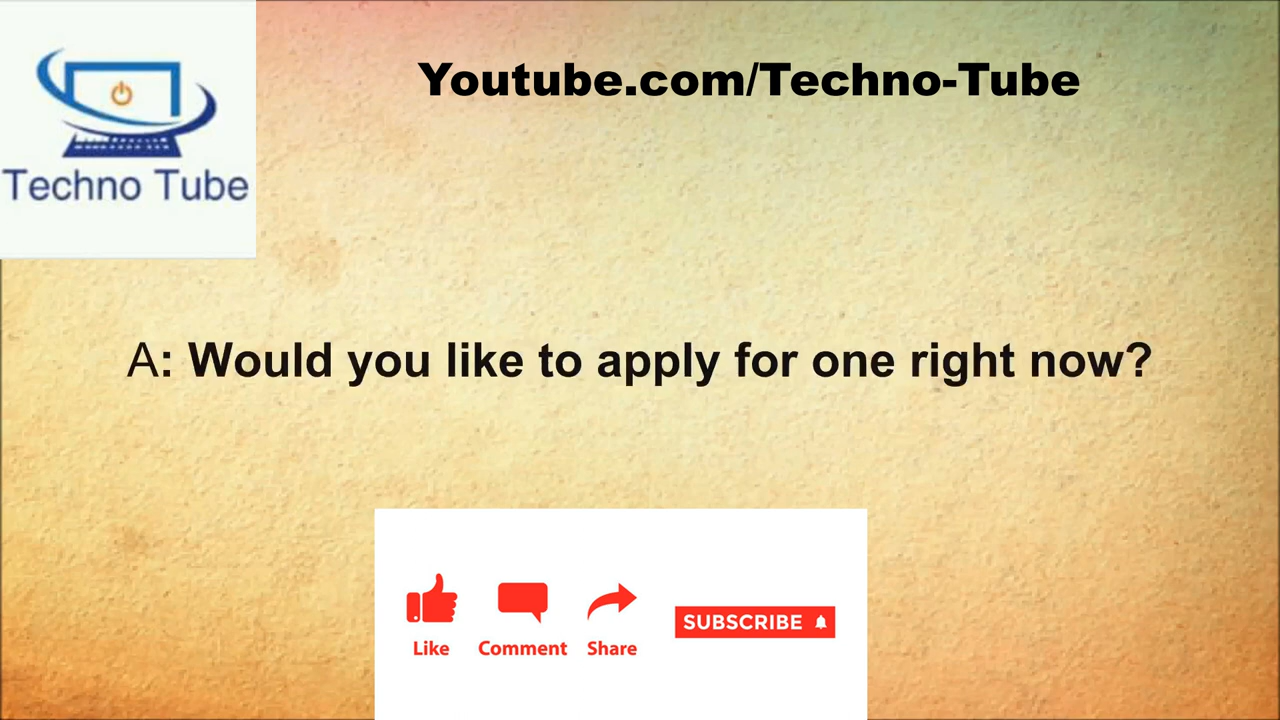 Youtube.com/Techno-Tube
Techno Tube
A: Would you like to apply for one right now?
Like Comment Share
SUBSCRIBE